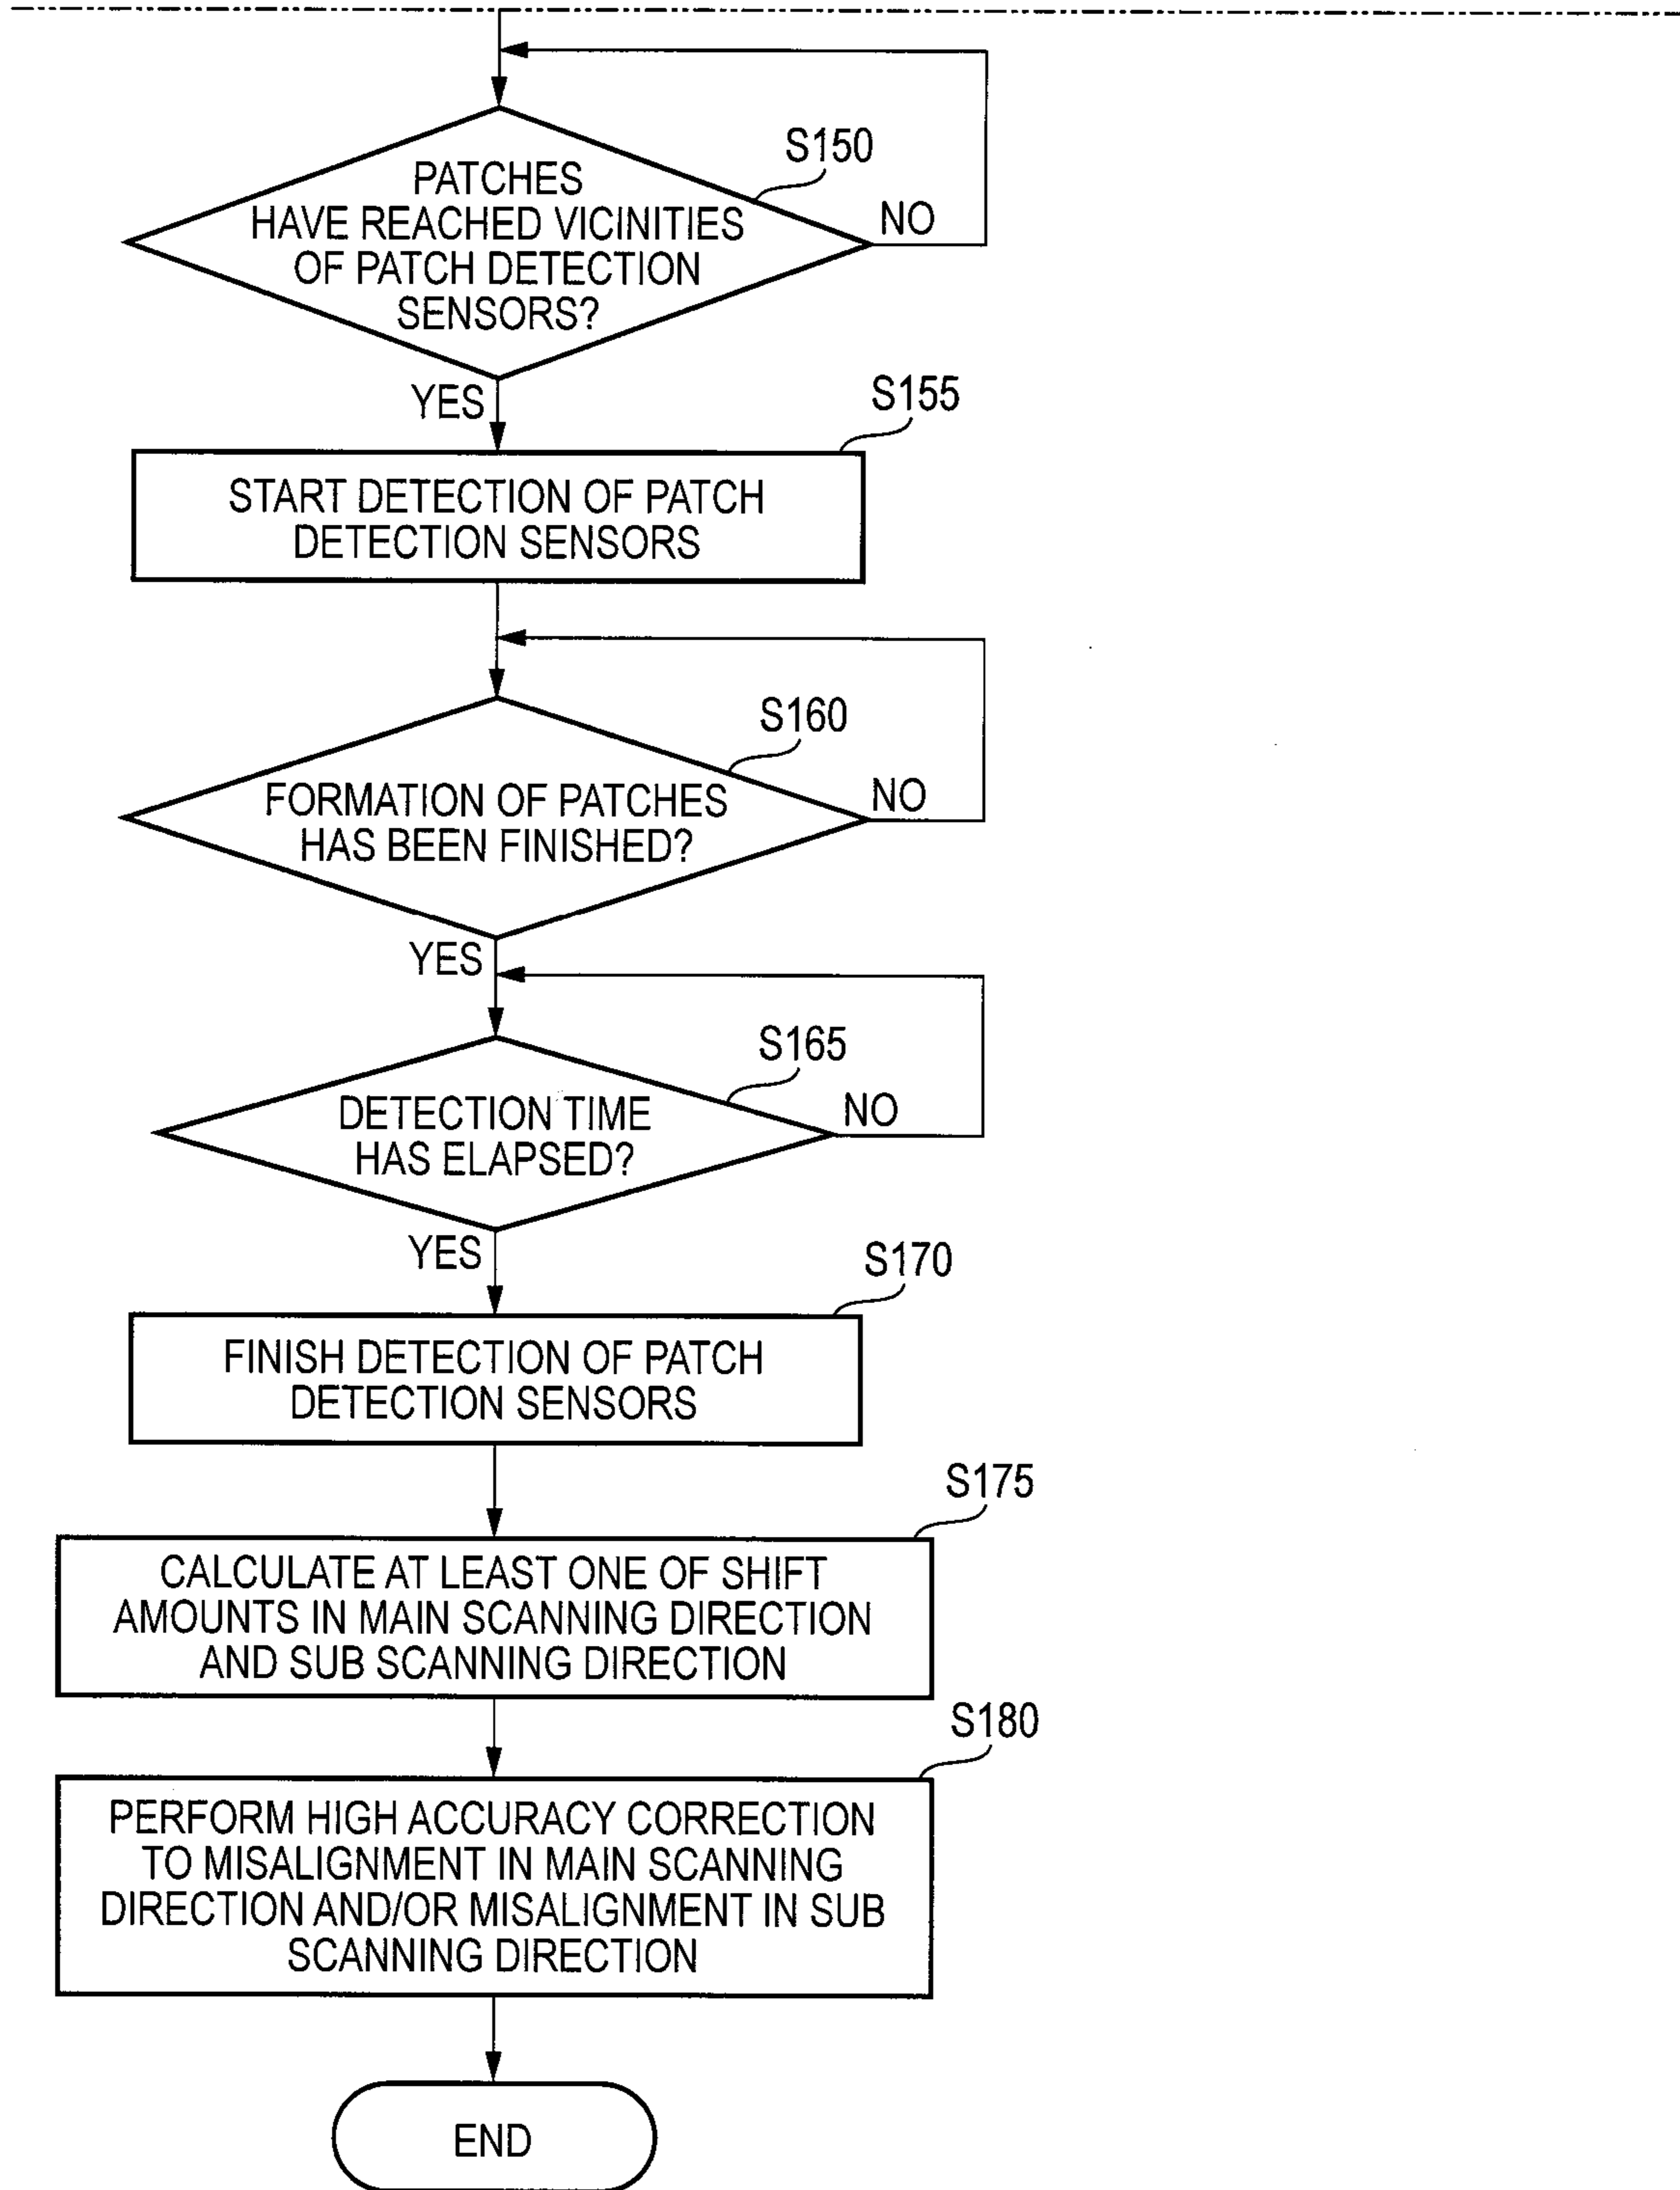 S150
PATCHES
HAVE REACHED VICINITIES
OF PATCH DETECTION
SENSORS?
NO
YES
S155
START DETECTION OF PATCH
DETECTION SENSORS
S160
FORMATION OF PATCHES
HAS BEEN FINISHED?
NO
YES
S165
DETECTION TIME
HAS ELAPSED?
NO
YES
S170
FINISH DETECTION OF PATCH
DETECTION SENSORS
S175
CALCULATE AT LEAST ONE OF SHIFT
AMOUNTS IN MAIN SCANNING DIRECTION
AND SUB SCANNING DIRECTION
S180
PERFORM HIGH ACCURACY CORRECTION
TO MISALIGNMENT IN MAIN SCANNING
DIRECTION AND/OR MISALIGNMENT IN SUB
SCANNING DIRECTION
END